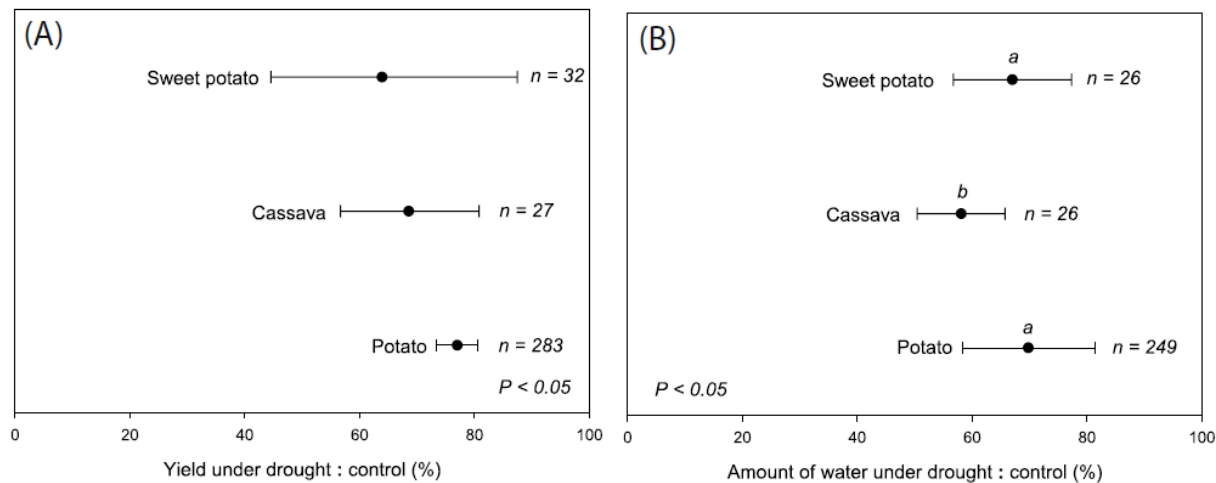 (A)
Sweet potato
n = 32
Cassava
n = 27
Potato
n = 283
P < 0.05
0 20 40 60 80 100
Yield under drought : control (%)
(B)
a
Sweet potato
n = 26
b
Cassava
n = 26
a
Potato
n = 249
P < 0.05
0 20 40 60 80 100
Amount of water under drought : control (%)